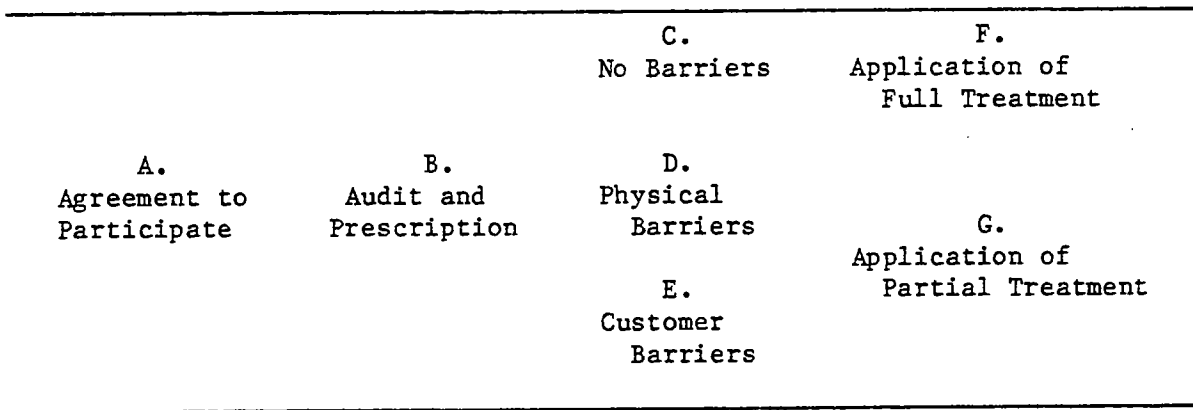 C.
No Barriers
F.
Application of
Full Treatment
A.
Agreement to
Participate
B.
Audit and
Prescription
D.
Physical
Barriers
G.
Application of
Partial Treatment
E.
Customer
Barriers